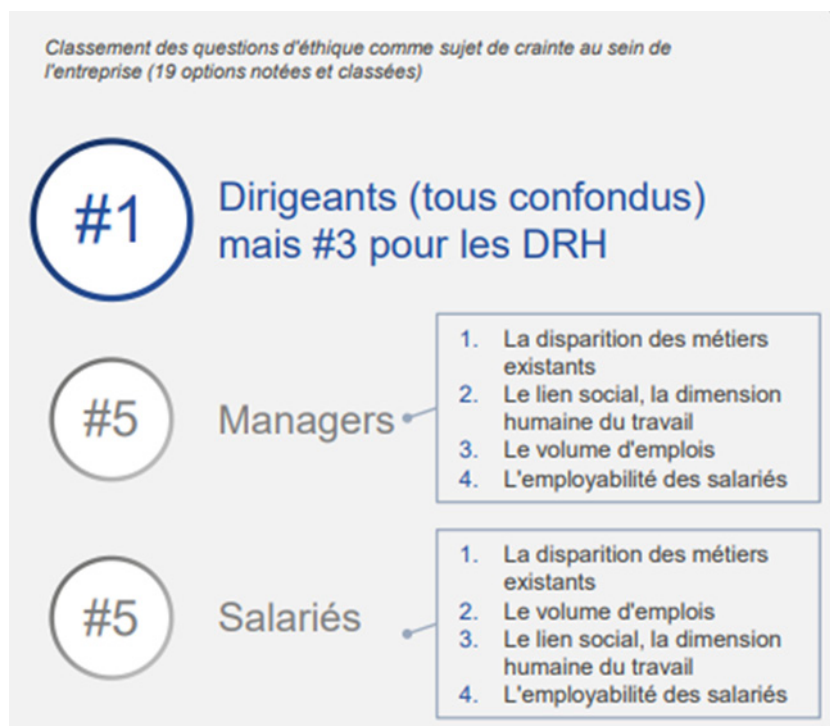 Classement des questions d'éthique comme sujet de crainte au sein de
l'entreprise (19 options notées et classées)
#1
Dirigeants (tous confondus)
mais #3 pour les DRH
#5
Managers
1. La disparition des métiers
existants
2. Le lien social, la dimension
humaine du travail
3. Le volume d'emplois
4. L'employabilité des salariés
#5
Salariés
1. La disparition des métiers
existants
2. Le volume d'emplois
3. Le lien social, la dimension
humaine du travail
4. L'employabilité des salariés